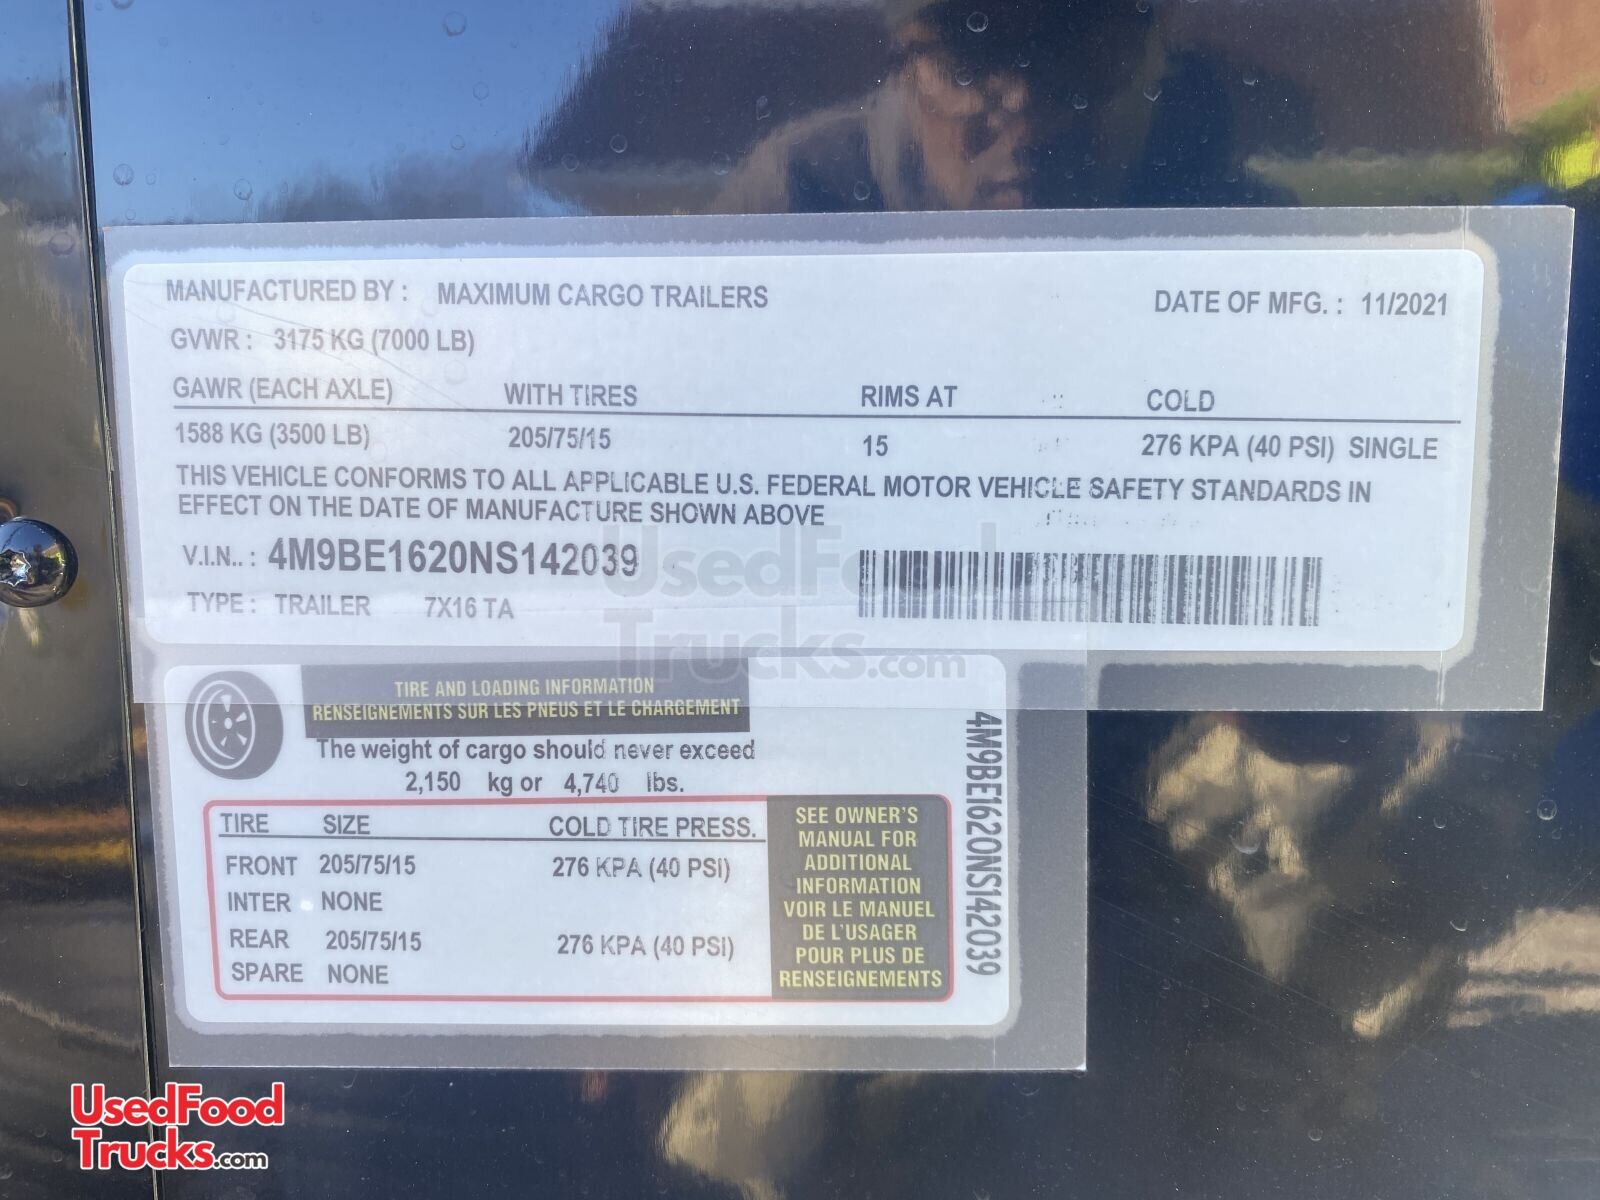 MANUFACTURED BY : MAXIMUM CARGO TRAILERS DATE OF MFG. : 11/2021
GVWR : 3175 KG (7000 LB)
GAWR (EACH AXLE) WITH TIRES RIMS AT COLD
1588 KG (3500 LB) 205/75/15 15 276 KPA (40 PSI) SINGLE
THIS VEHICLE CONFORMS TO ALL APPLICABLE U.S. FEDERAL MOTOR VEHICLE SAFETY STANDARDS IN
EFFECT ON THE DATE OF MANUFACTURE SHOWN ABOVE
V.I.N.. : 4M9BE1620NS142039
TYPE : TRAILER 7X16 TA
UsedFood
Trucks.com
TIRE AND LOADING INFORMATION
RENSEIGNEMENTS SUR LES PNEUS ET LE CHARGEMENT
The weight of cargo should never exceed
2,150 kg or 4,740 lbs.
TIRE SIZE COLD TIRE PRESS.
FRONT 205/75/15 276 KPA (40 PSI)
INTER NONE
REAR 205/75/15 276 KPA (40 PSI)
SPARE NONE
SEE OWNER'S
MANUAL FOR
ADDITIONAL
INFORMATION
VOIR LE MANUEL
DE L'USAGER
POUR PLUS DE
RENSEIGNEMENTS
4M9BE1620NS142039
UsedFood
Trucks.com